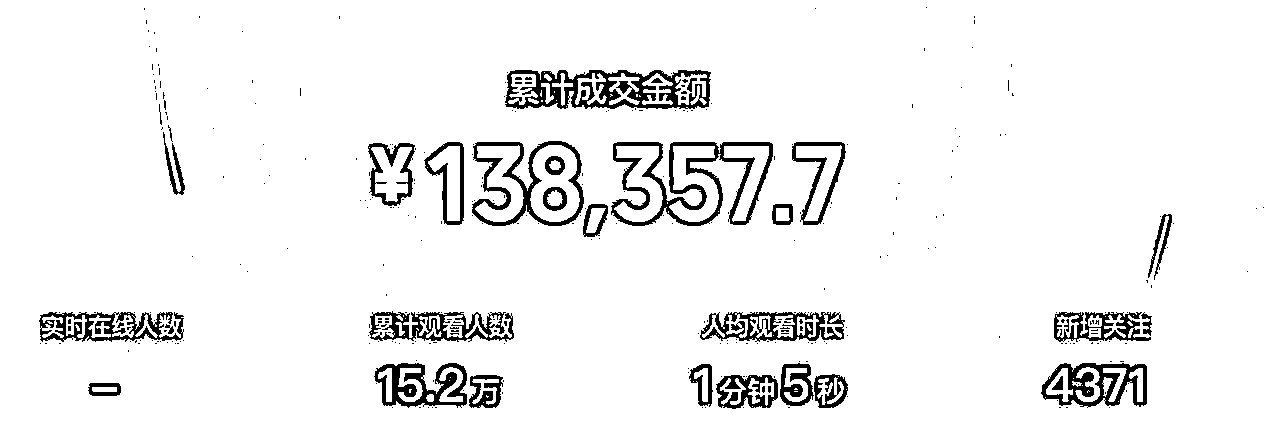 累计成交金额
¥138,357.7
实时在线人数 累计观看人数 人均观看时长 新增关注
– 15.2万 1分钟5秒 4371